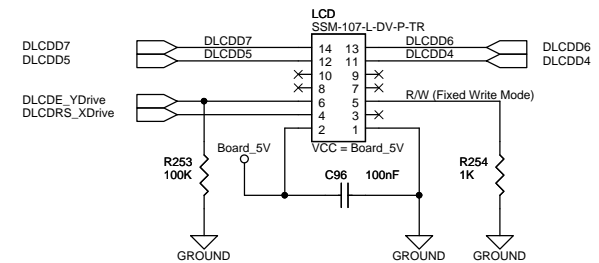 LCD
SSM-107-L-DV-P-TR
DLCDD7 DLCDD7 14 13 DLCDD6 DLCDD6
DLCDD5 DLCDD5 12 11 DLCDD4 DLCDD4
10 9
8 7
DLCDE_YDrive 6 5 R/W (Fixed Write Mode)
DLCDRS_XDrive 4 3
2 1
Board_5V VCC = Board_5V
R253 C96 100nF R254
100K 1K
GROUND GROUND GROUND